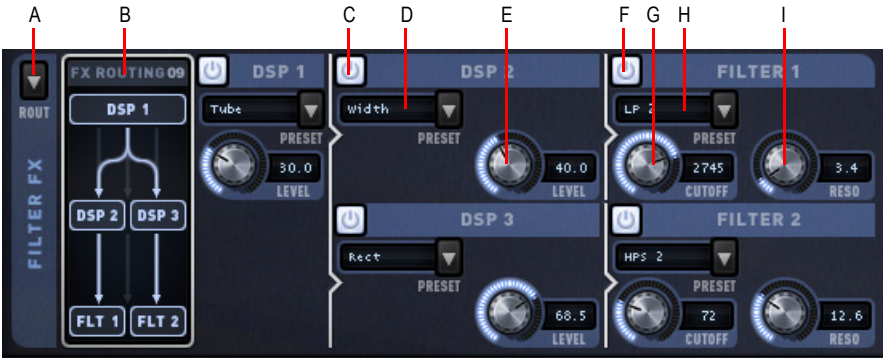 A B C D E F G H I
FX ROUTING 09
DSP 1 DSP 2 FILTER 1
ROUT
DSP 1
Tube Width LP 2
PRESET PRESET PRESET
30.0 40.0 2745 3.4
LEVEL LEVEL CUTOFF RESO
FILTER FX
DSP 2 DSP 3
DSP 3 FILTER 2
Rect HPS 2
PRESET PRESET
FLT 1 FLT 2
68.5 72 12.6
LEVEL CUTOFF RESO